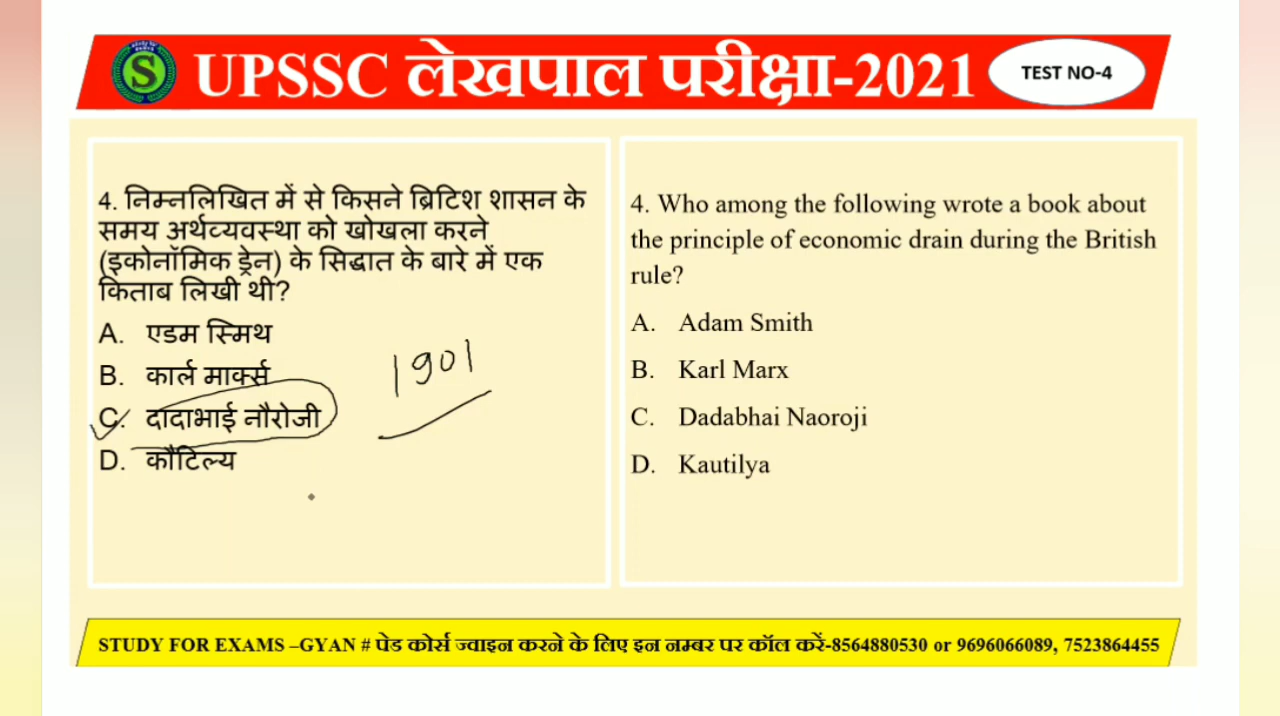 UPSSC लेखपाल परीक्षा-2021
TEST NO-4
S
4. निम्नलिखित में से किसने ब्रिटिश शासन के
समय अर्थव्यवस्था को खोखला करने
(इकोनॉमिक ड्रेन) के सिद्धात के बारे में एक
किताब लिखी थी?
A. एडम स्मिथ
B. कार्ल मार्क्स
C. दादाभाई नौरोजी
D. कौटिल्य
1901
4. Who among the following wrote a book about
the principle of economic drain during the British
rule?
A. Adam Smith
B. Karl Marx
C. Dadabhai Naoroji
D. Kautilya
STUDY FOR EXAMS –GYAN # पेड कोर्स ज्वाइन करने के लिए इन नम्बर पर कॉल करें-8564880530 or 9696066089, 7523864455